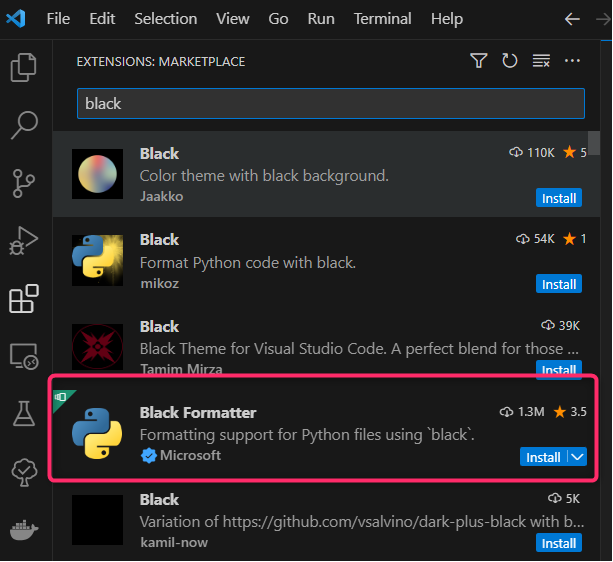 File Edit Selection View Go Run Terminal Help
EXTENSIONS: MARKETPLACE
black
Black 110K 5
Color theme with black background.
Jaakko Install
Black 54K 1
Format Python code with black.
mikoz Install
Black 39K
Black Theme for Visual Studio Code. A perfect blend for those ...
Tamim Mirza Install
Black Formatter 1.3M 3.5
Formatting support for Python files using `black`.
Microsoft Install
Black 5K
Variation of https://github.com/vsalvino/dark-plus-black with b...
kamil-now Install